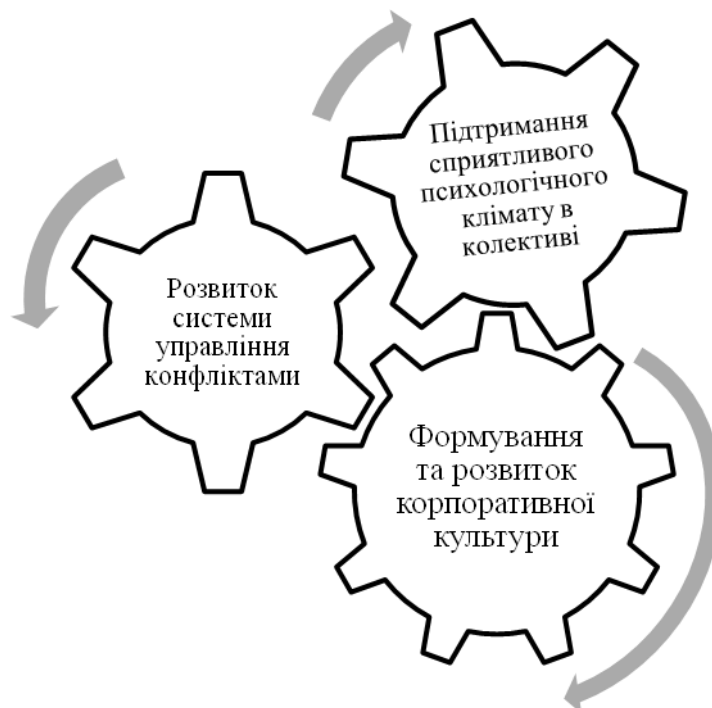 Підтримання
сприятливого
психологічного
клімату в
колективі
Розвиток
системи
управління
конфліктами
Формування
та розвиток
корпоративної
культури